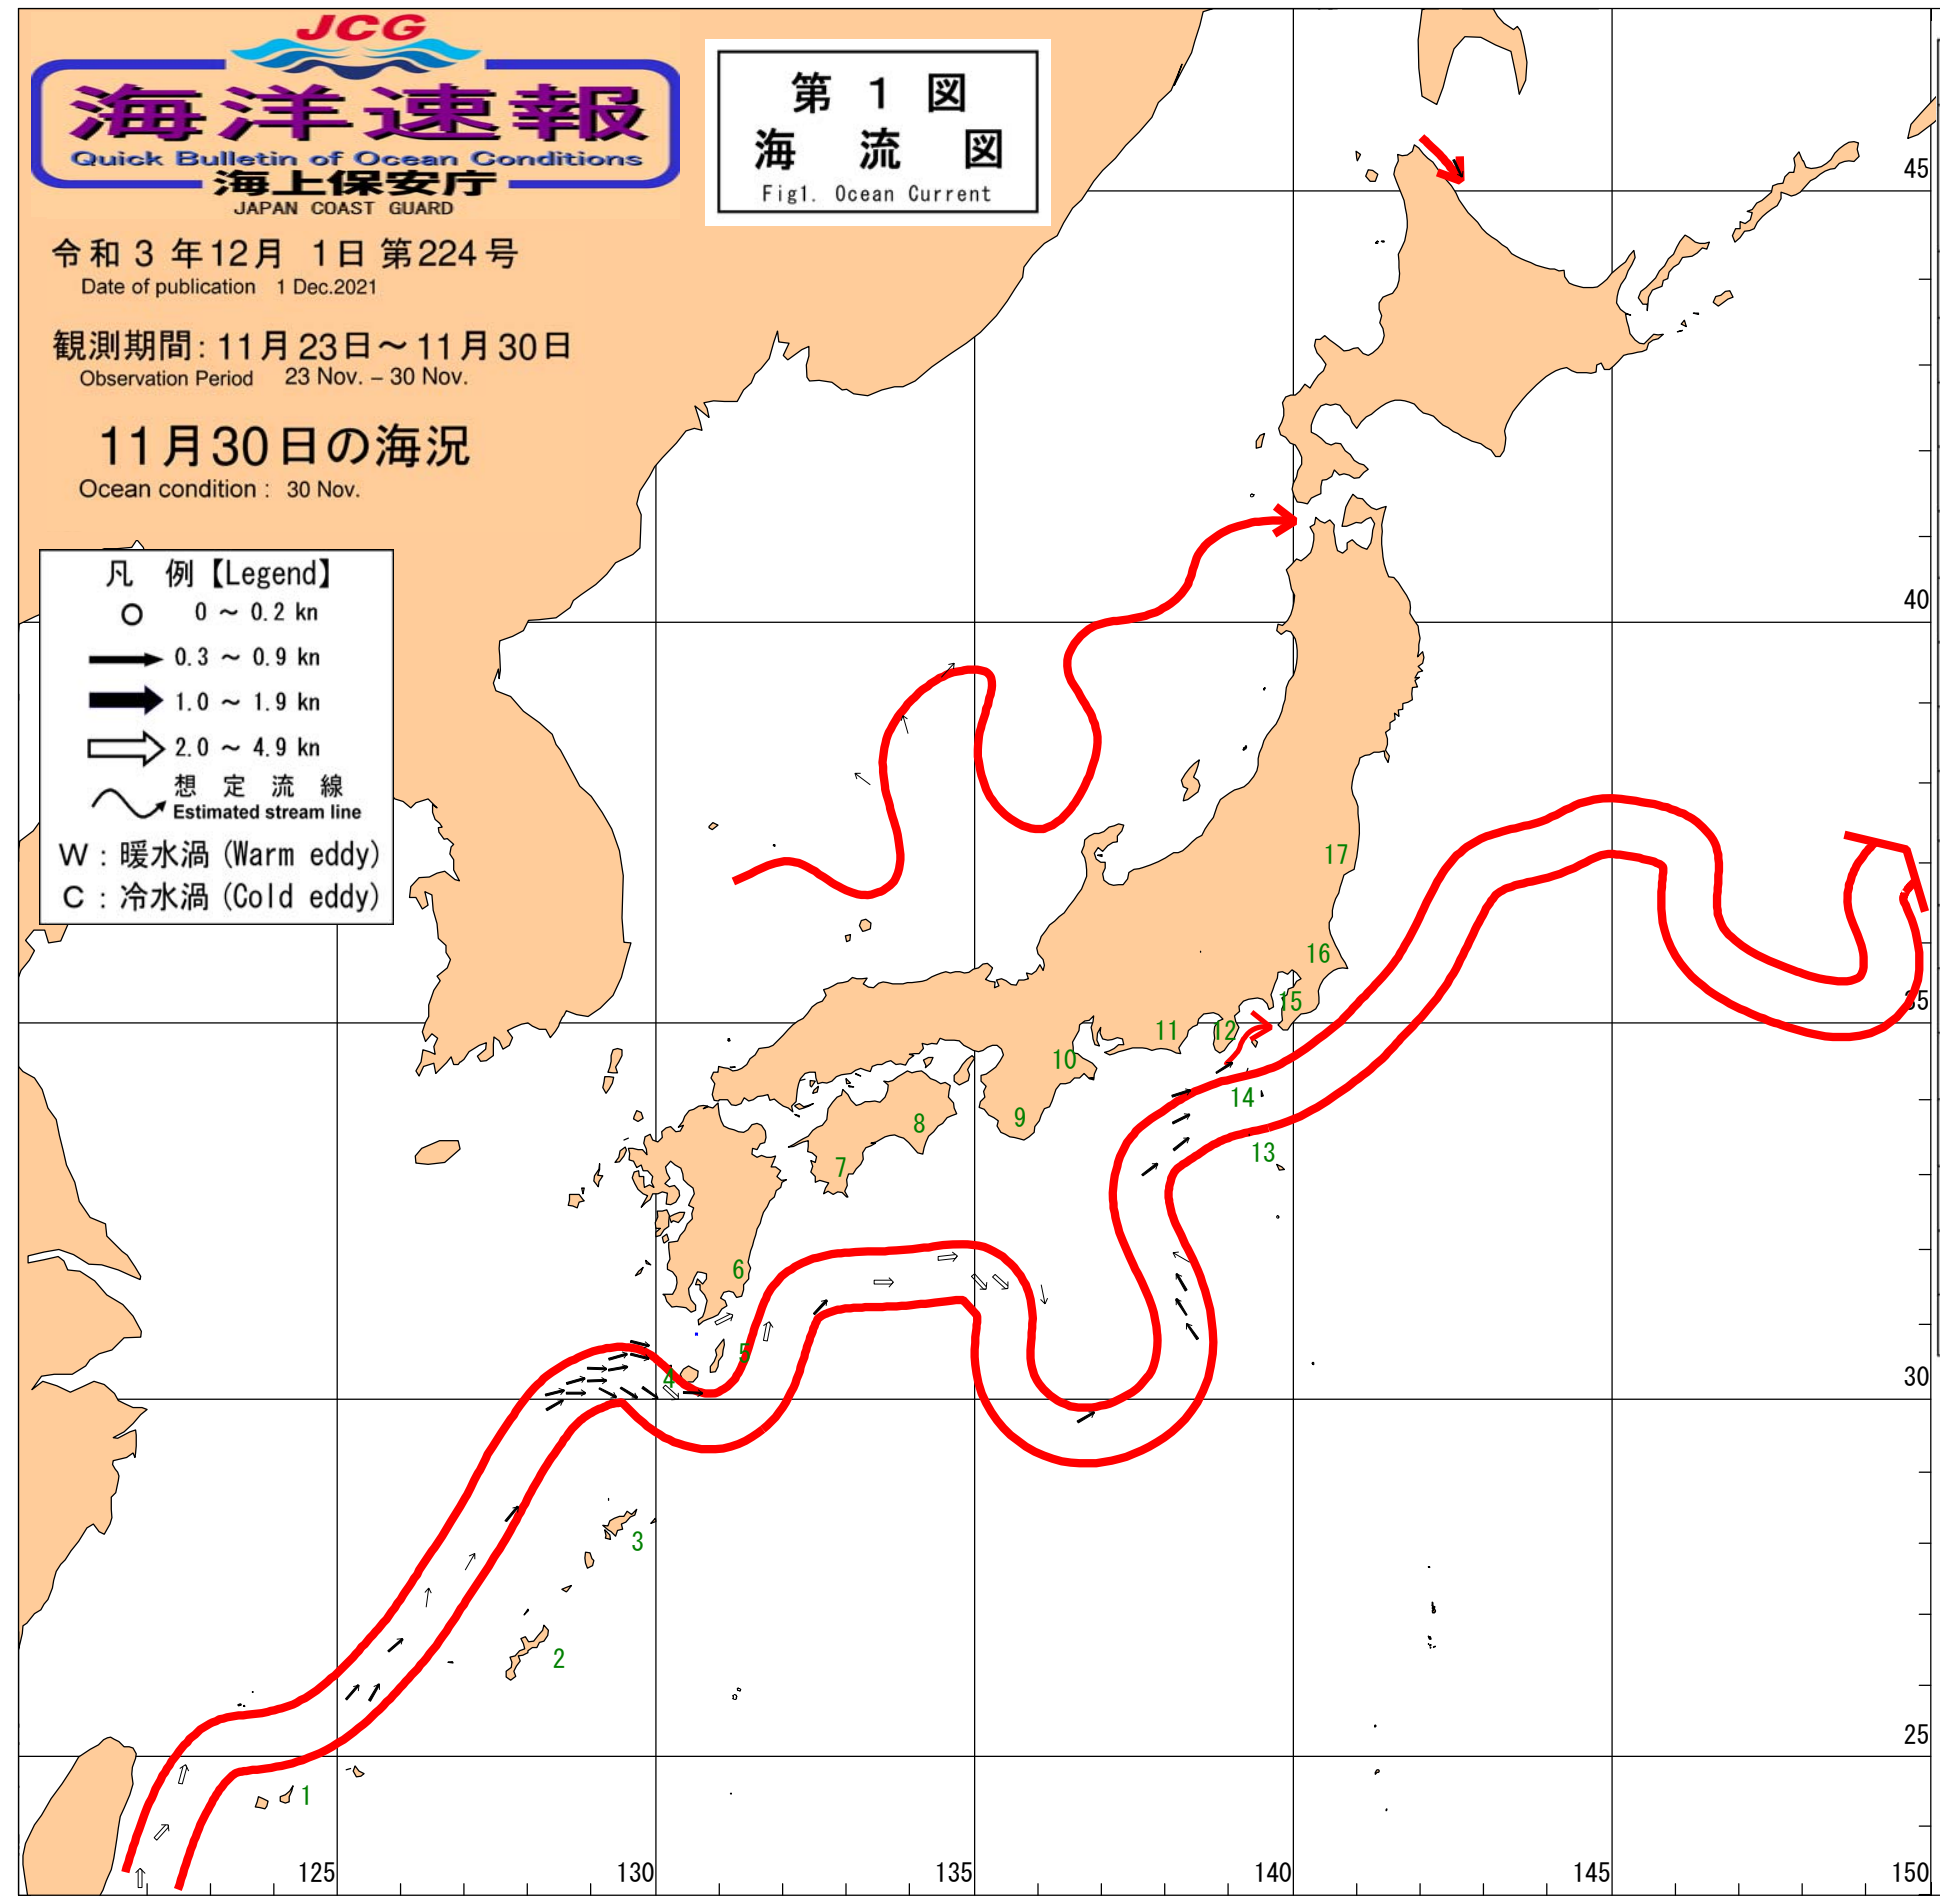 JCG
海洋速報
Quick Bulletin of Ocean Conditions
海上保安庁
JAPAN COAST GUARD
第 1 図
海 流 図
Fig1. Ocean Current
令和 3 年12月 1日 第224号
Date of publication 1 Dec.2021
観測期間: 11月23日～11月30日
Observation Period 23 Nov. – 30 Nov.
11月30日の海況
Ocean condition : 30 Nov.
凡 例【Legend】
0 ～ 0.2 kn
0.3 ～ 0.9 kn
1.0 ～ 1.9 kn
2.0 ～ 4.9 kn
想 定 流 線
Estimated stream line
W : 暖水渦 (Warm eddy)
C : 冷水渦 (Cold eddy)
45
40
35
30
25
17
16
15
11
12
10
14
9
8
13
7
6
5
4
3
2
1
125
130
135
140
145
150